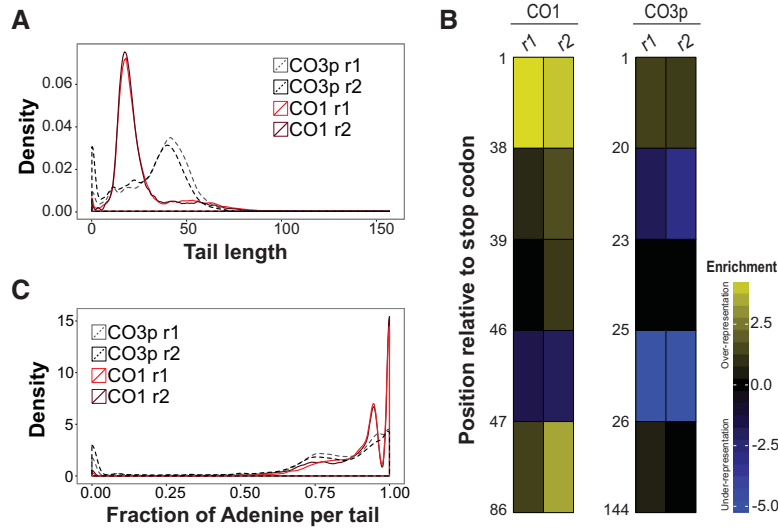 A
Density
0.06
0.04
0.02
0.00
CO3p r1
CO3p r2
CO1 r1
CO1 r2
0
50
100
150
Tail length
C
Density
15
10
5
0
CO3p r1
CO3p r2
CO1 r1
CO1 r2
0.00
0.25
0.50
0.75
1.00
Fraction of Adenine per tail
B
CO1
CO3p
r1
r2
r1
r2
Position relative to stop codon
1
38
39
46
47
86
1
20
23
25
26
144
Enrichment
Over-representation
Under-representation
2.5
0.0
-2.5
-5.0